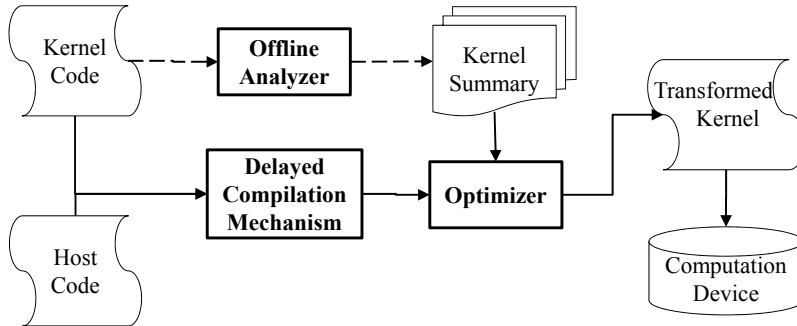 Kernel
Code
Offline
Analyzer
Kernel
Summary
Transformed
Kernel
Delayed
Compilation
Mechanism
Optimizer
Host
Code
Computation
Device